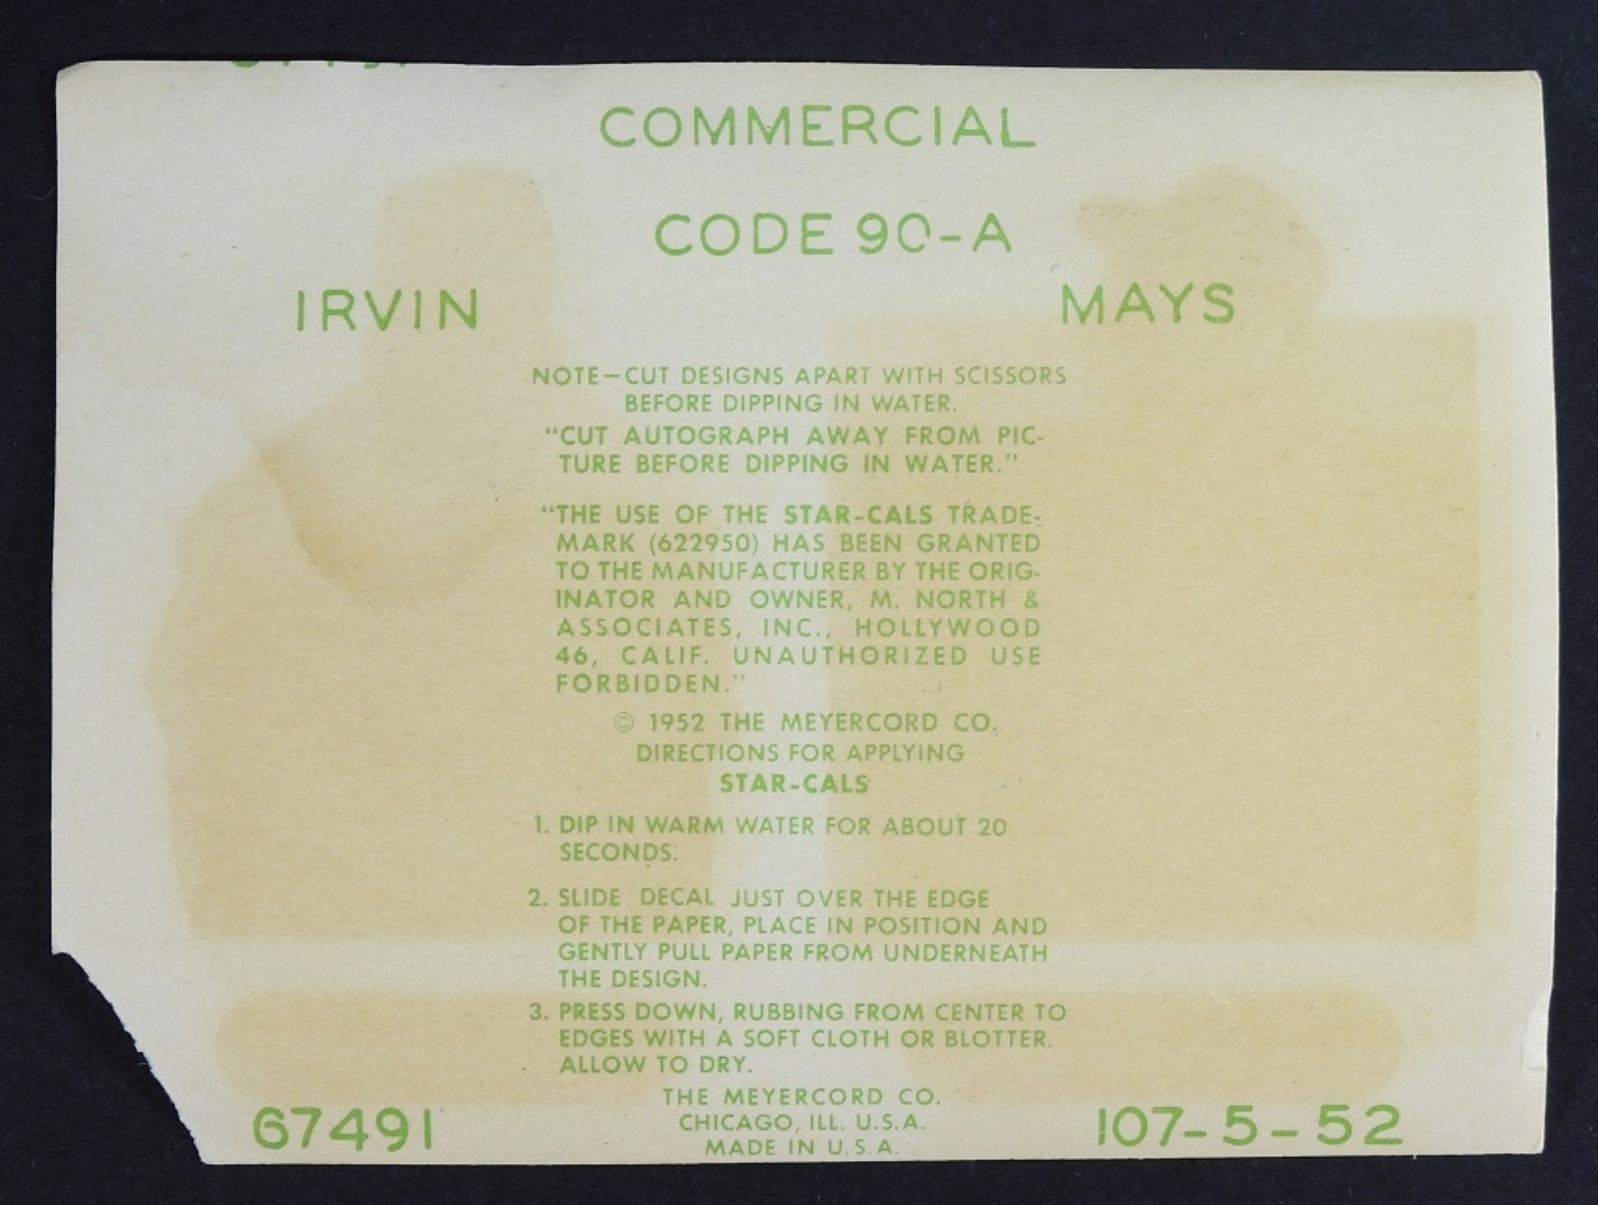 COMMERCIAL
CODE 90-A
IRVIN MAYS
NOTE—CUT DESIGNS APART WITH SCISSORS
BEFORE DIPPING IN WATER.
"CUT AUTOGRAPH AWAY FROM PIC-
TURE BEFORE DIPPING IN WATER."
"THE USE OF THE STAR-CALS TRADE-
MARK (622950) HAS BEEN GRANTED
TO THE MANUFACTURER BY THE ORIG-
INATOR AND OWNER, M. NORTH &
ASSOCIATES, INC., HOLLYWOOD
46, CALIF. UNAUTHORIZED USE
FORBIDDEN."
© 1952 THE MEYERCORD CO.
DIRECTIONS FOR APPLYING
STAR-CALS
1. DIP IN WARM WATER FOR ABOUT 20
SECONDS.
2. SLIDE DECAL JUST OVER THE EDGE
OF THE PAPER, PLACE IN POSITION AND
GENTLY PULL PAPER FROM UNDERNEATH
THE DESIGN.
3. PRESS DOWN, RUBBING FROM CENTER TO
EDGES WITH A SOFT CLOTH OR BLOTTER.
ALLOW TO DRY.
THE MEYERCORD CO.
CHICAGO, ILL. U.S.A.
MADE IN U.S.A.
67491 107-5-52